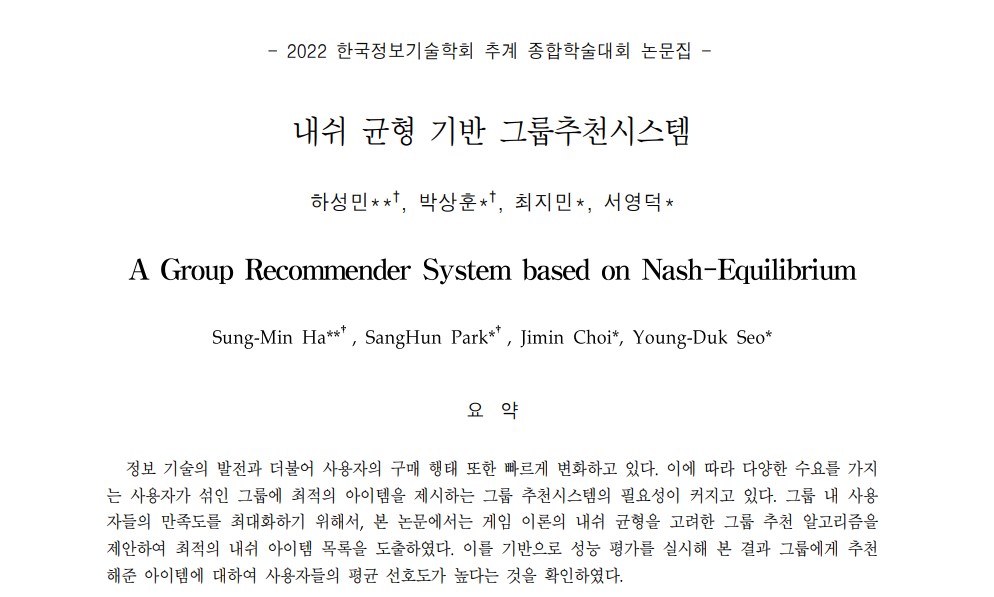 - 2022 한국정보기술학회 추계 종합학술대회 논문집 -
내쉬 균형 기반 그룹추천시스템
하성민**†, 박상훈*†, 최지민*, 서영덕*
A Group Recommender System based on Nash-Equilibrium
Sung-Min Ha**†, SangHun Park*†, Jimin Choi*, Young-Duk Seo*
요 약
정보 기술의 발전과 더불어 사용자의 구매 행태 또한 빠르게 변화하고 있다. 이에 따라 다양한 수요를 가지
는 사용자가 섞인 그룹에 최적의 아이템을 제시하는 그룹 추천시스템의 필요성이 커지고 있다. 그룹 내 사용
자들의 만족도를 최대화하기 위해서, 본 논문에서는 게임 이론의 내쉬 균형을 고려한 그룹 추천 알고리즘을
제안하여 최적의 내쉬 아이템 목록을 도출하였다. 이를 기반으로 성능 평가를 실시해 본 결과 그룹에게 추천
해준 아이템에 대하여 사용자들의 평균 선호도가 높다는 것을 확인하였다.